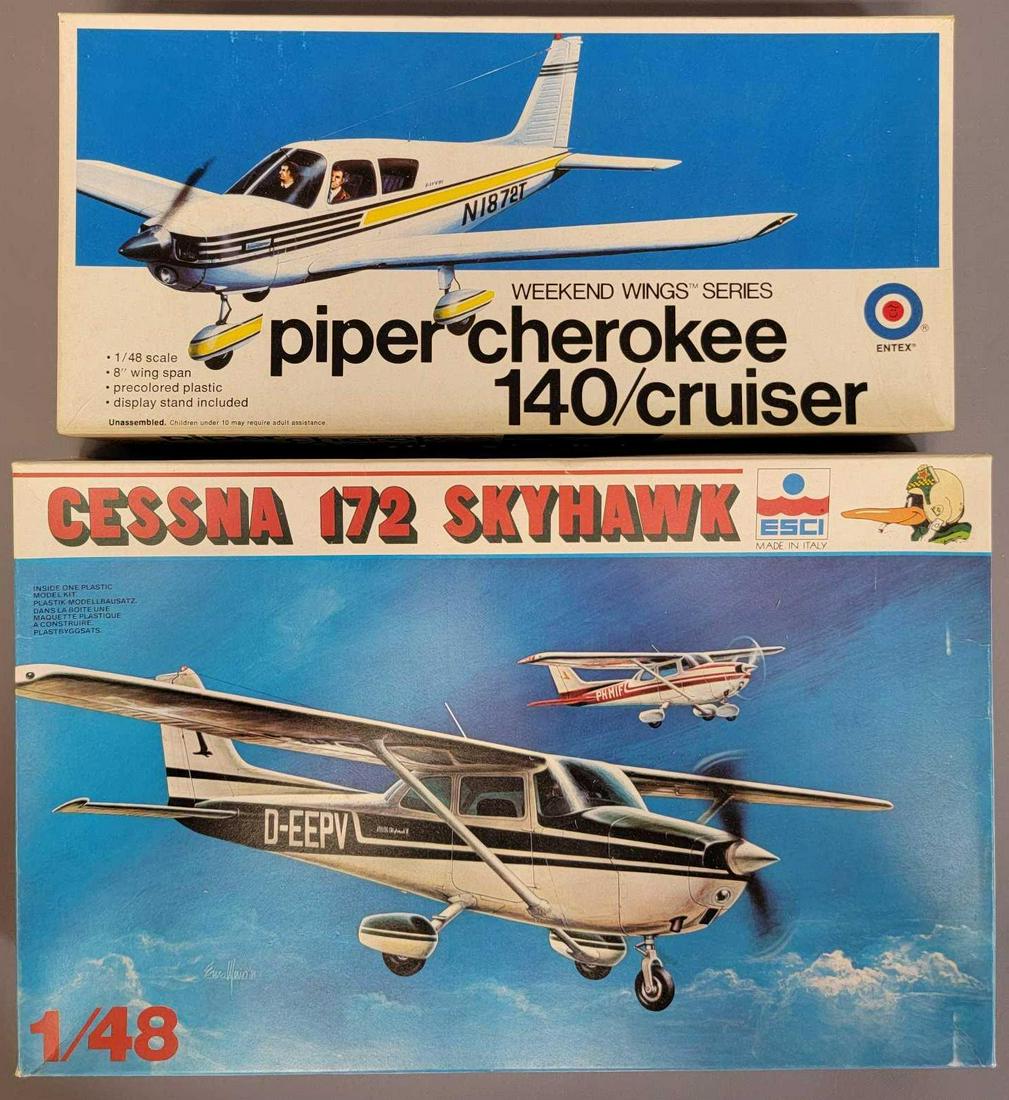 N1872T
WEEKEND WINGS™ SERIES
piper cherokee
140/cruiser
ENTEX®
• 1/48 scale
• 8" wing span
• precolored plastic
• display stand included
Unassembled. Children under 10 may require adult assistance
CESSNA 172 SKYHAWK
ESCI
MADE IN ITALY
INSIDE ONE PLASTIC
MODEL KIT.
PLASTIK-MODELLBAUSATZ.
DANS LA BOITE UNE
MAQUETTE PLASTIQUE
A CONSTRUIRE.
PLASTBYGGSATS.
PH MIF
D-EEPV
1/48